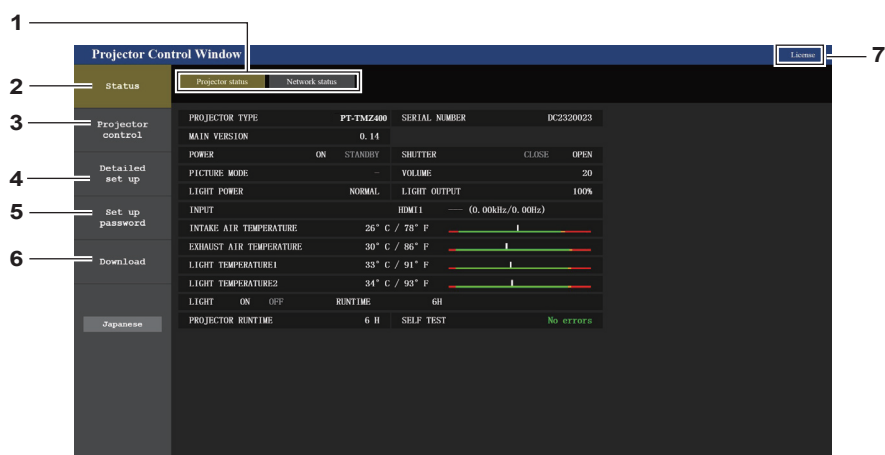 1
Projector Control Window
License
7
2
Status
Projector status Network status
3
Projector
control
4
Detailed
set up
5
Set up
password
6
Download
Japanese
PROJECTOR TYPE PT-TMZ400 SERIAL NUMBER DC2320023
MAIN VERSION 0.14
POWER ON STANDBY SHUTTER CLOSE OPEN
PICTURE MODE – VOLUME 20
LIGHT POWER NORMAL LIGHT OUTPUT 100%
INPUT HDMI1 --- (0.00kHz/0.00Hz)
INTAKE AIR TEMPERATURE 26° C / 78° F
EXHAUST AIR TEMPERATURE 30° C / 86° F
LIGHT TEMPERATURE1 33° C / 91° F
LIGHT TEMPERATURE2 34° C / 93° F
LIGHT ON OFF RUNTIME 6H
PROJECTOR RUNTIME 6 H SELF TEST No errors